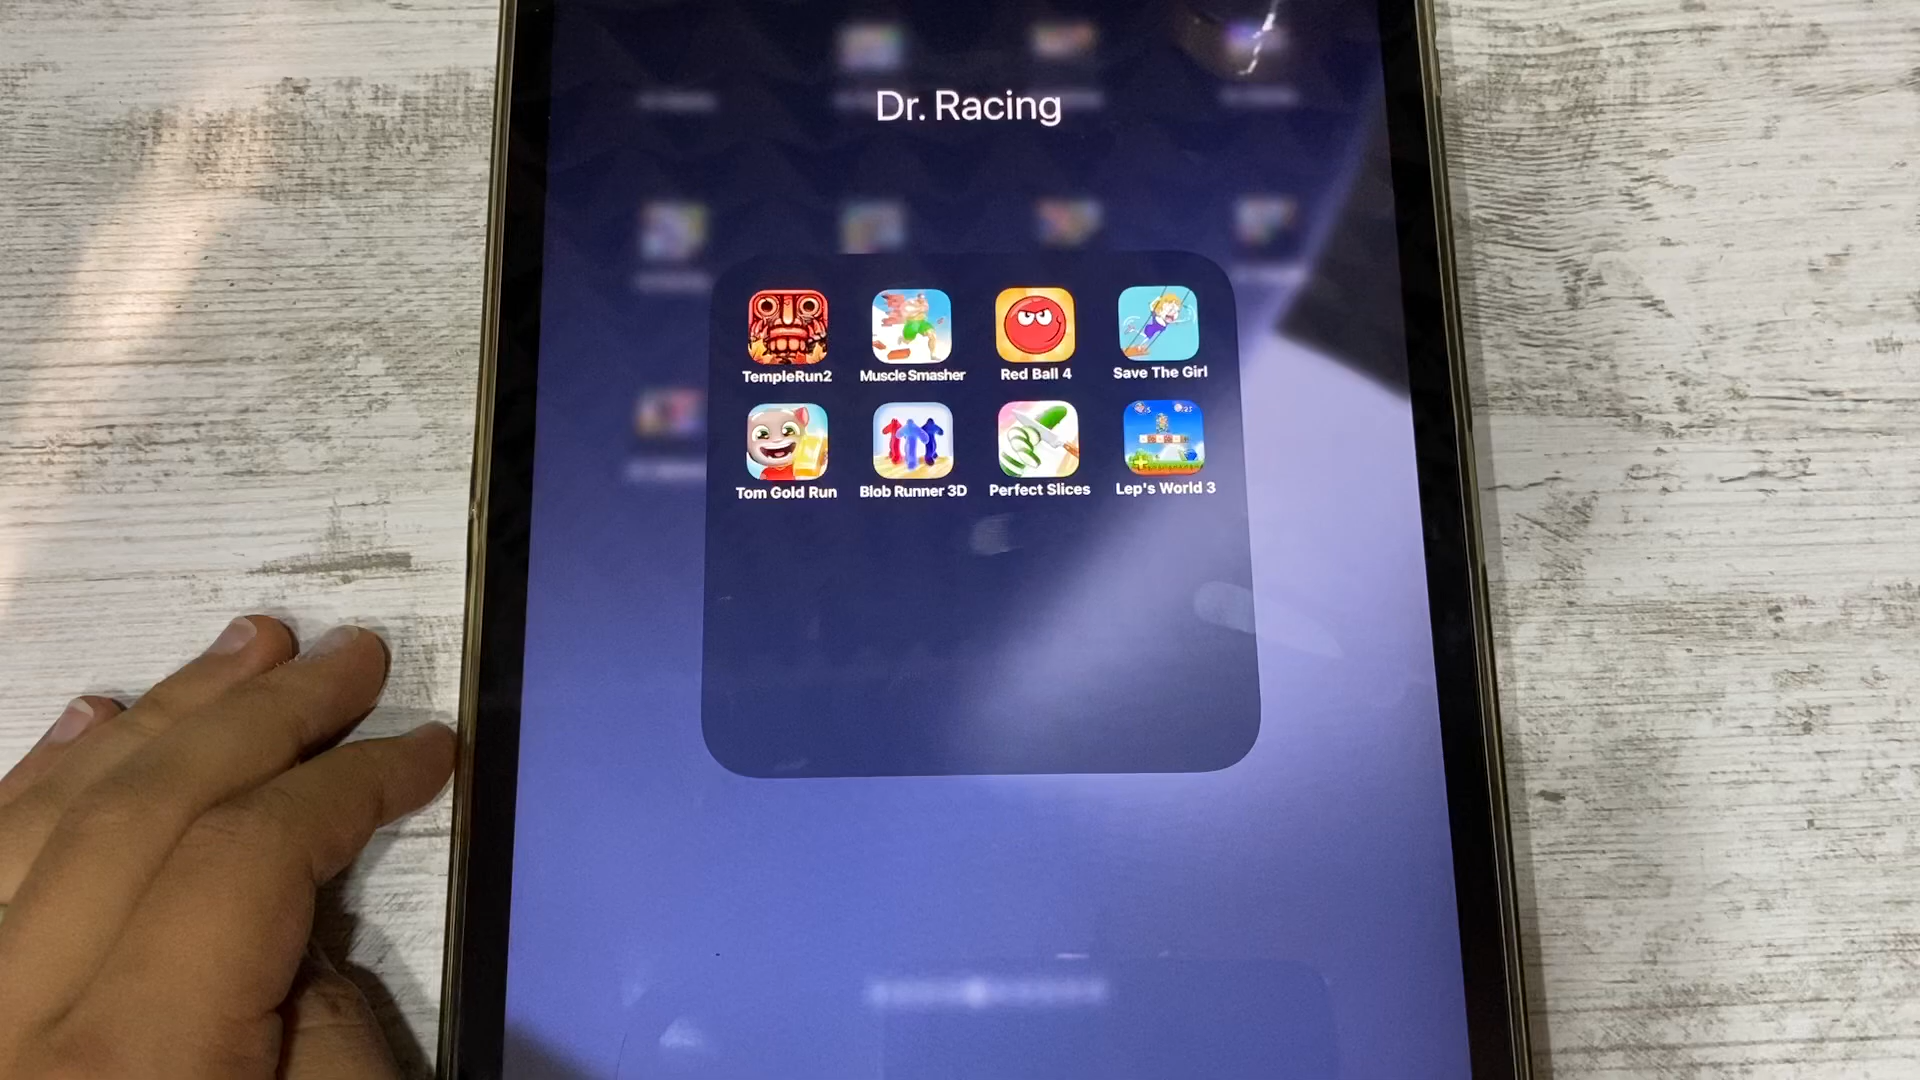 Dr. Racing
TempleRun2
Muscle Smasher
Red Ball 4
Save The Girl
Tom Gold Run
Blob Runner 3D
Perfect Slices
Lep's World 3